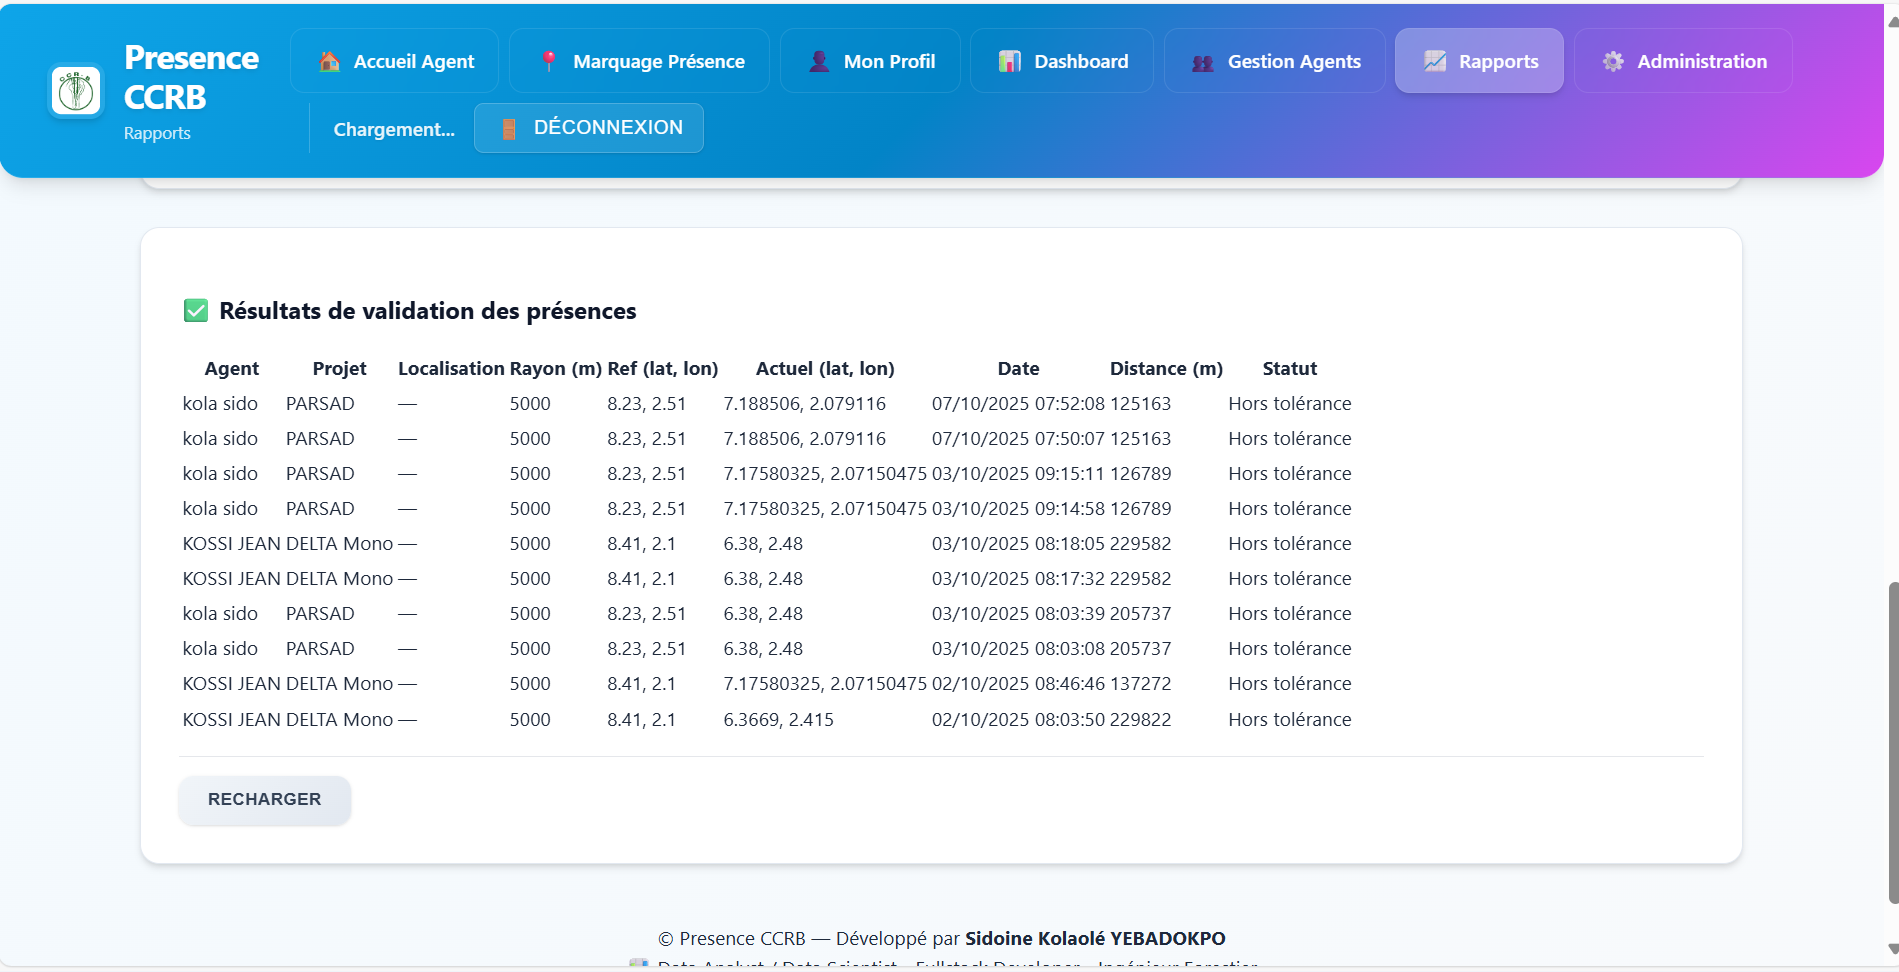 Presence
CCRB
Rapports
Accueil Agent
Marquage Présence
Mon Profil
Dashboard
Gestion Agents
Rapports
Administration
Chargement...
DÉCONNEXION
Résultats de validation des présences
Agent Projet Localisation Rayon (m) Ref (lat, lon) Actuel (lat, lon) Date Distance (m) Statut
kola sido PARSAD — 5000 8.23, 2.51 7.188506, 2.079116 07/10/2025 07:52:08 125163 Hors tolérance
kola sido PARSAD — 5000 8.23, 2.51 7.188506, 2.079116 07/10/2025 07:50:07 125163 Hors tolérance
kola sido PARSAD — 5000 8.23, 2.51 7.17580325, 2.07150475 03/10/2025 09:15:11 126789 Hors tolérance
kola sido PARSAD — 5000 8.23, 2.51 7.17580325, 2.07150475 03/10/2025 09:14:58 126789 Hors tolérance
KOSSI JEAN DELTA Mono — 5000 8.41, 2.1 6.38, 2.48 03/10/2025 08:18:05 229582 Hors tolérance
KOSSI JEAN DELTA Mono — 5000 8.41, 2.1 6.38, 2.48 03/10/2025 08:17:32 229582 Hors tolérance
kola sido PARSAD — 5000 8.23, 2.51 6.38, 2.48 03/10/2025 08:03:39 205737 Hors tolérance
kola sido PARSAD — 5000 8.23, 2.51 6.38, 2.48 03/10/2025 08:03:08 205737 Hors tolérance
KOSSI JEAN DELTA Mono — 5000 8.41, 2.1 7.17580325, 2.07150475 02/10/2025 08:46:46 137272 Hors tolérance
KOSSI JEAN DELTA Mono — 5000 8.41, 2.1 6.3669, 2.415 02/10/2025 08:03:50 229822 Hors tolérance
RECHARGER
© Presence CCRB — Développé par Sidoine Kolaolé YEBADOKPO
Data Analyst / Data Scientist - Fullstack Developer - Ingénieur Forestier